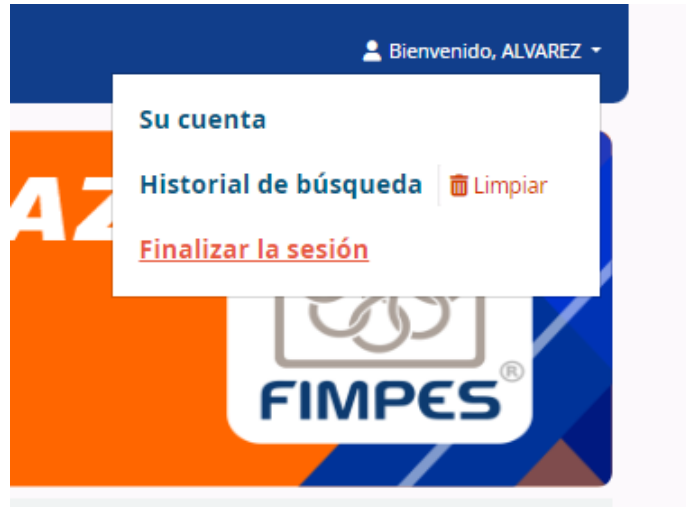 Bienvenido, ALVAREZ
Su cuenta
Historial de búsqueda Limpiar
Finalizar la sesión
AZ
FIMPES®